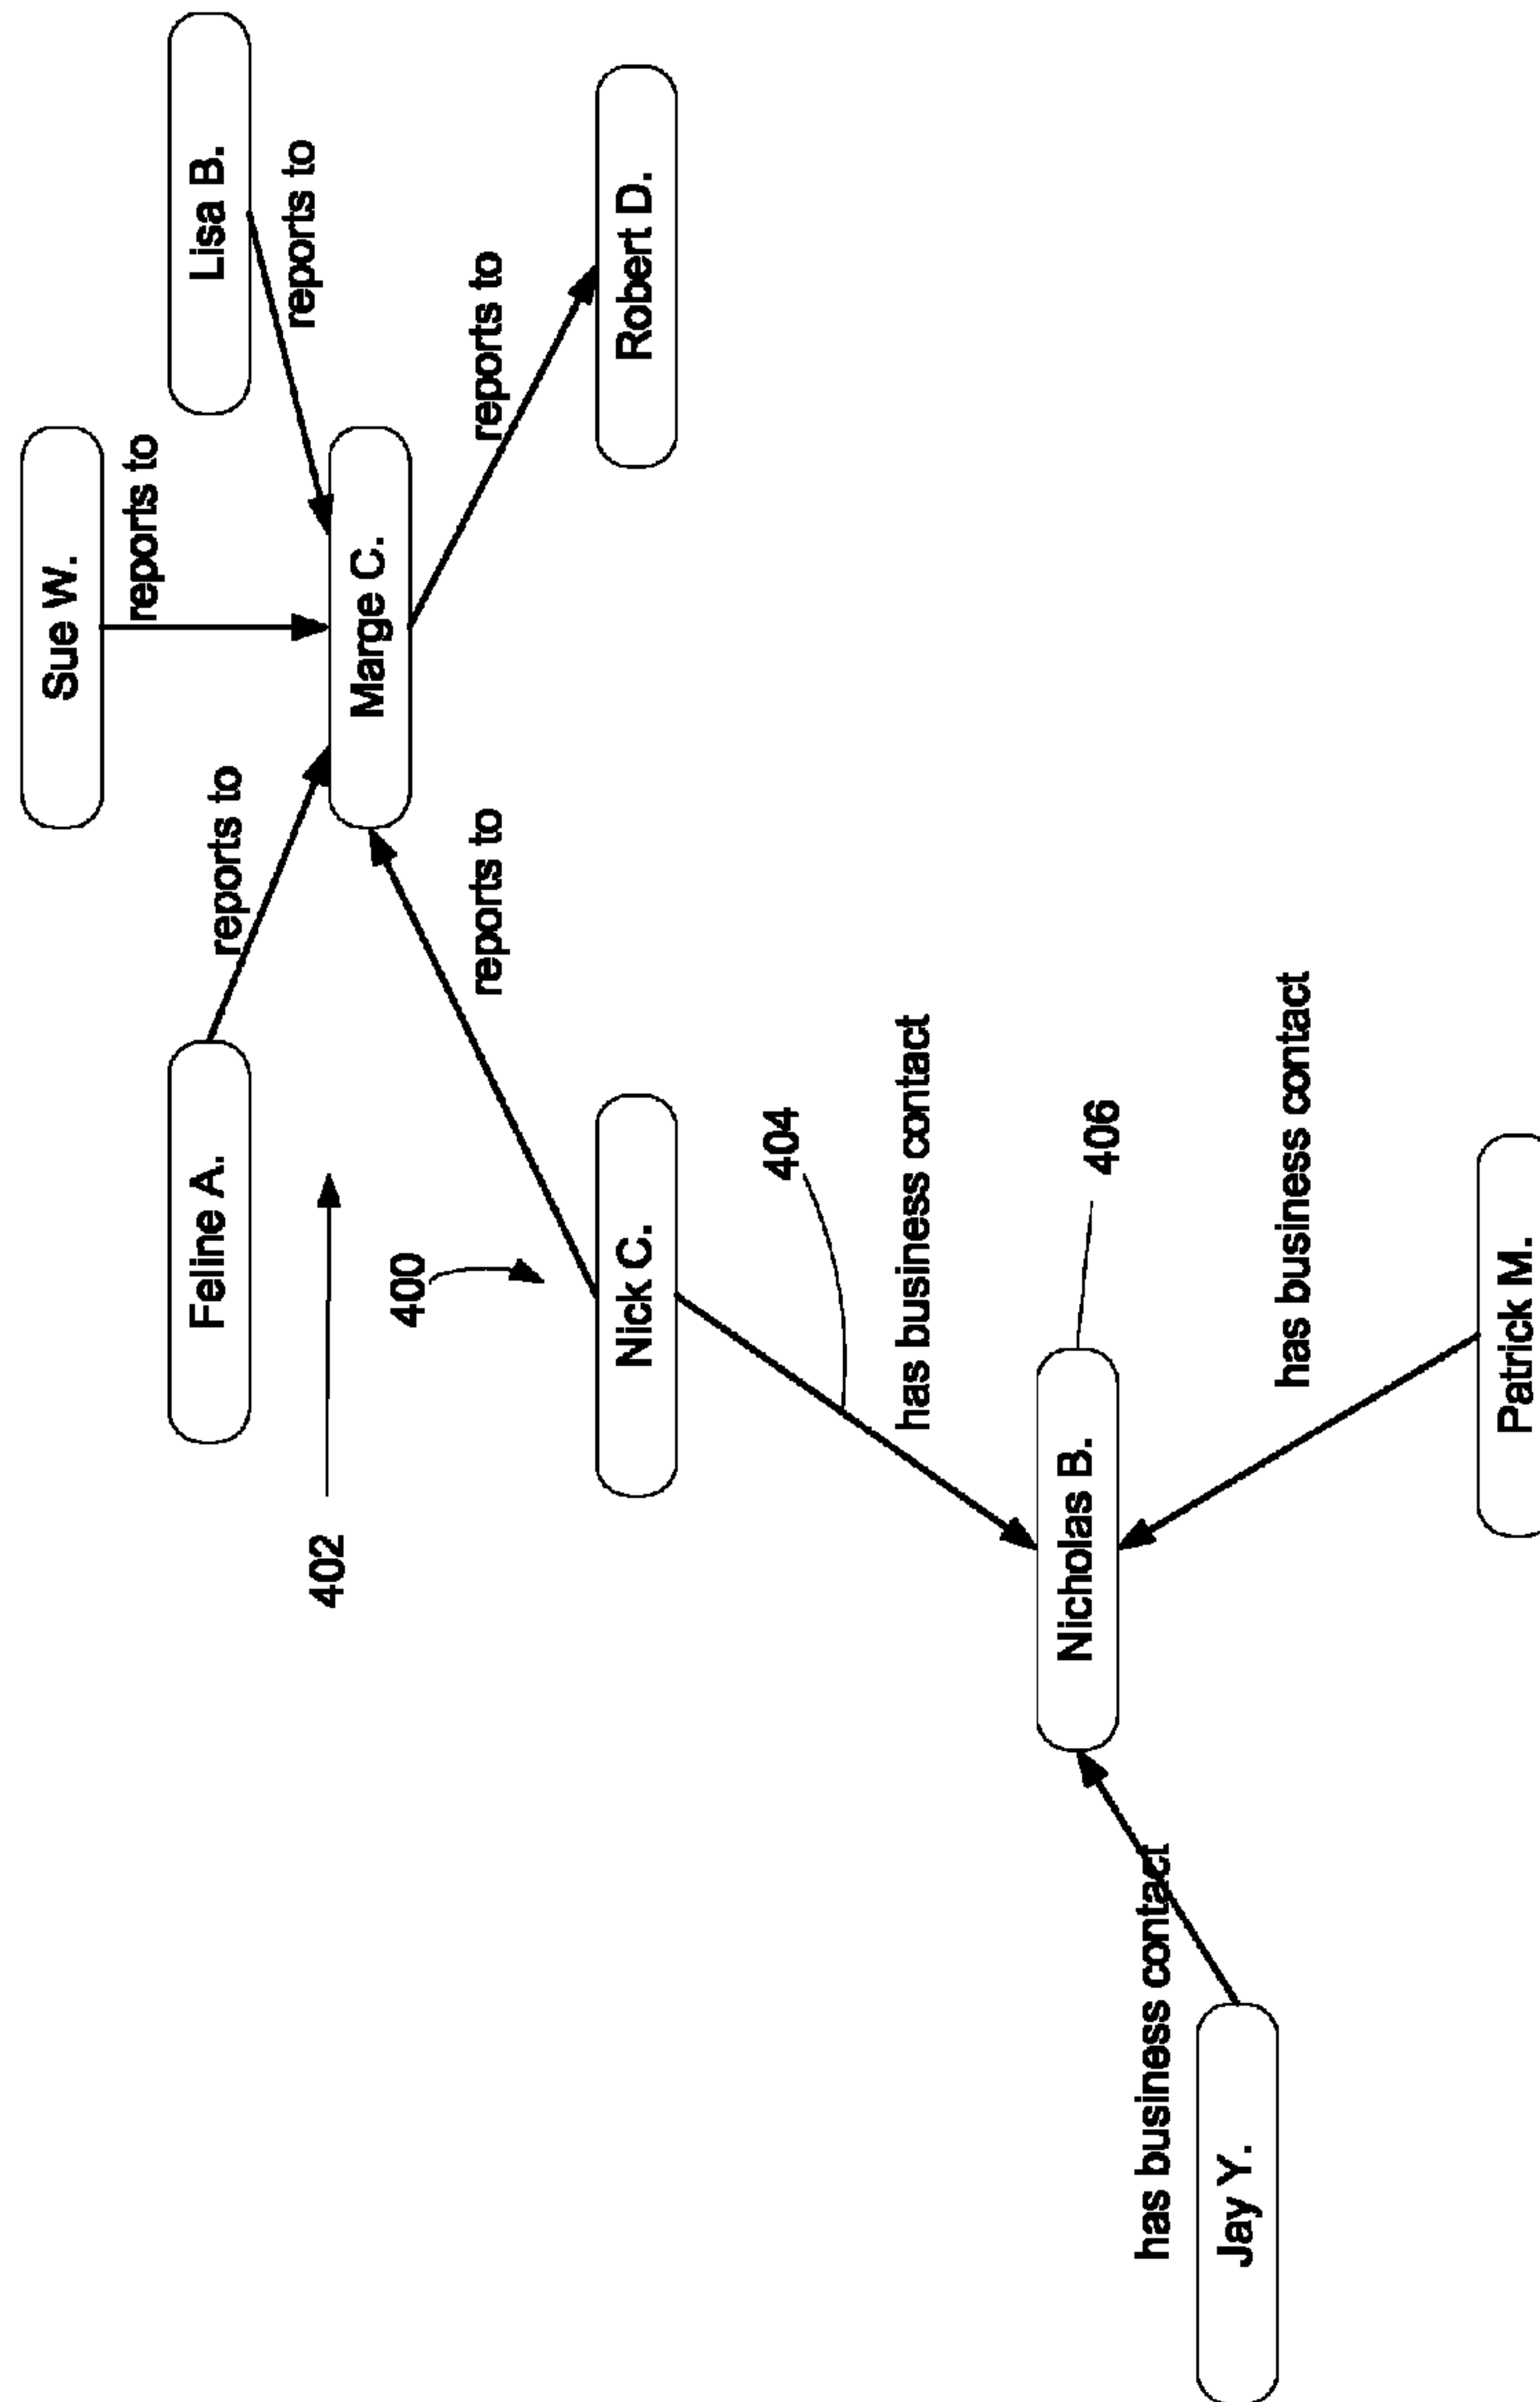 Sue W.
reports to
Feline A.
reports to
Lisa B.
reports to
402
Marge C.
400
reports to
reports to
Nick C.
Robert D.
404
has business contact
Nicholas B.
406
has business contact
Jay Y.
has business contact
Patrick M.